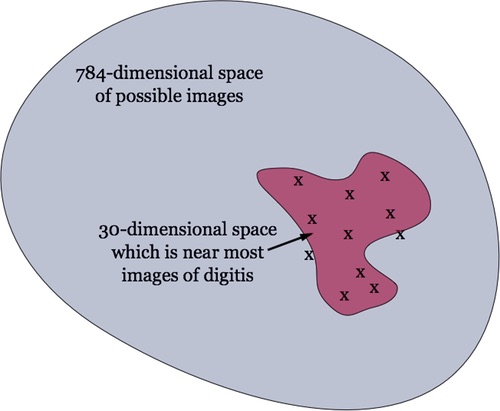 784-dimensional space
of possible images
x
x
x
x
x
30-dimensional space
x
x
which is near most
x
images of digitis
x
x
x